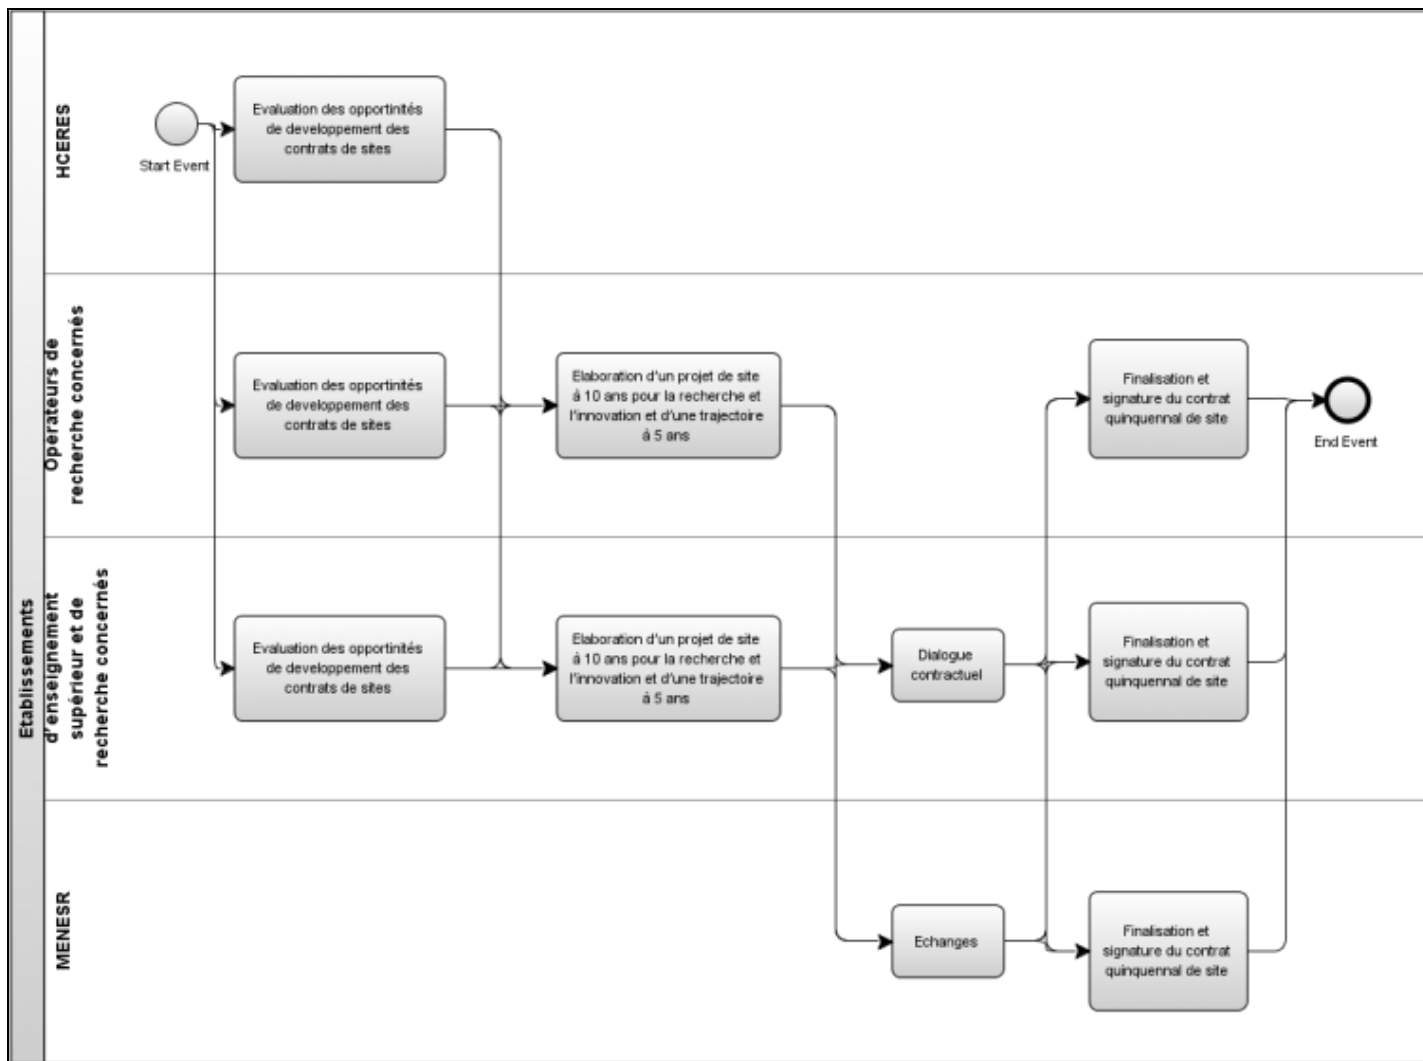 Etablissements
HCERES
Start Event
Evaluation des opportinités
de developpement des
contrats de sites
Opérateurs de
recherche concernés
Evaluation des opportinités
de developpement des
contrats de sites
Elaboration d'un projet de site
à 10 ans pour la recherche et
l'innovation et d'une trajectoire
à 5 ans
Finalisation et
signature du contrat
quinquennal de site
End Event
d'enseignement
supérieur et de
recherche concernés
Evaluation des opportinités
de developpement des
contrats de sites
Elaboration d'un projet de site
à 10 ans pour la recherche et
l'innovation et d'une trajectoire
à 5 ans
Dialogue
contractuel
Finalisation et
signature du contrat
quinquennal de site
MENESR
Echanges
Finalisation et
signature du contrat
quinquennal de site